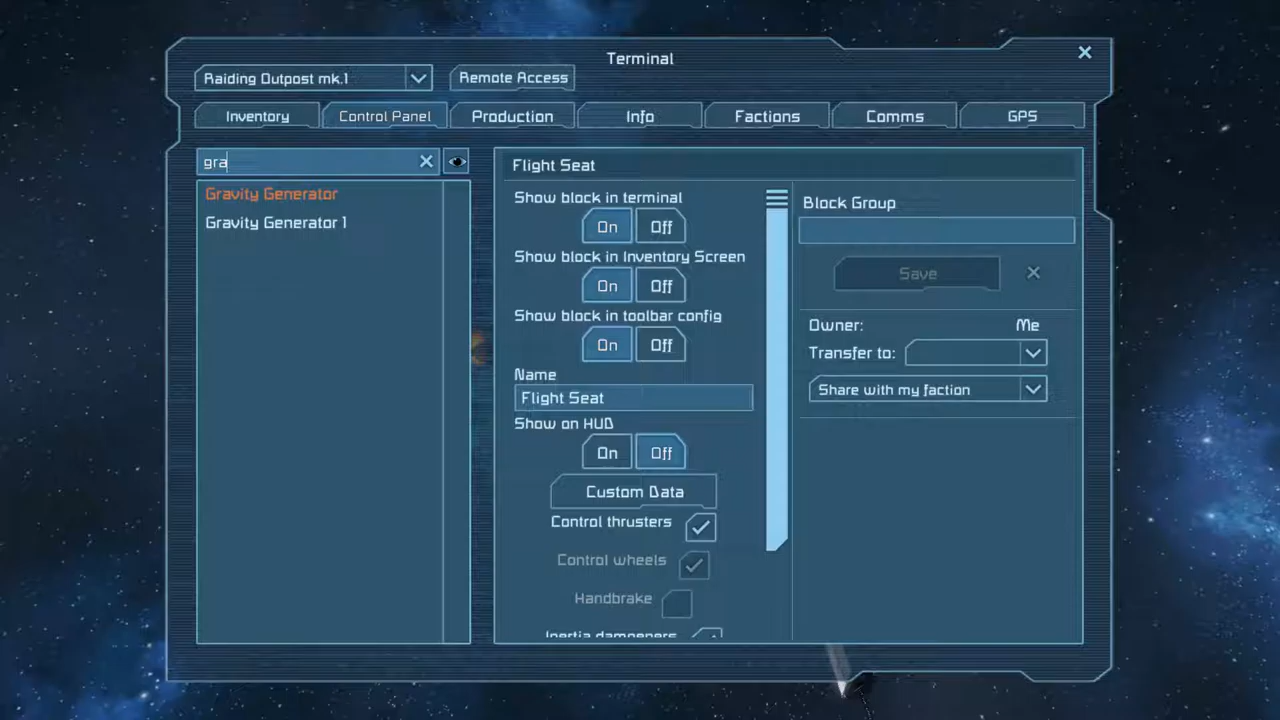 Terminal
Raiding Outpost mk.1
Remote Access
Inventory
Control Panel
Production
Info
Factions
Comms
GPS
gra
Gravity Generator
Gravity Generator 1
Flight Seat
Show block in terminal
On Off
Show block in Inventory Screen
On Off
Show block in toolbar config
On Off
Name
Flight Seat
Show on HUD
On Off
Custom Data
Control thrusters
Control wheels
Handbrake
Inertia dampeners
Block Group
Save
Owner: Me
Transfer to:
Share with my faction